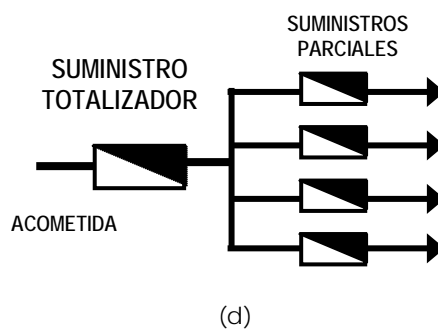 SUMINISTROS
PARCIALES
SUMINISTRO
TOTALIZADOR
ACOMETIDA
(d)